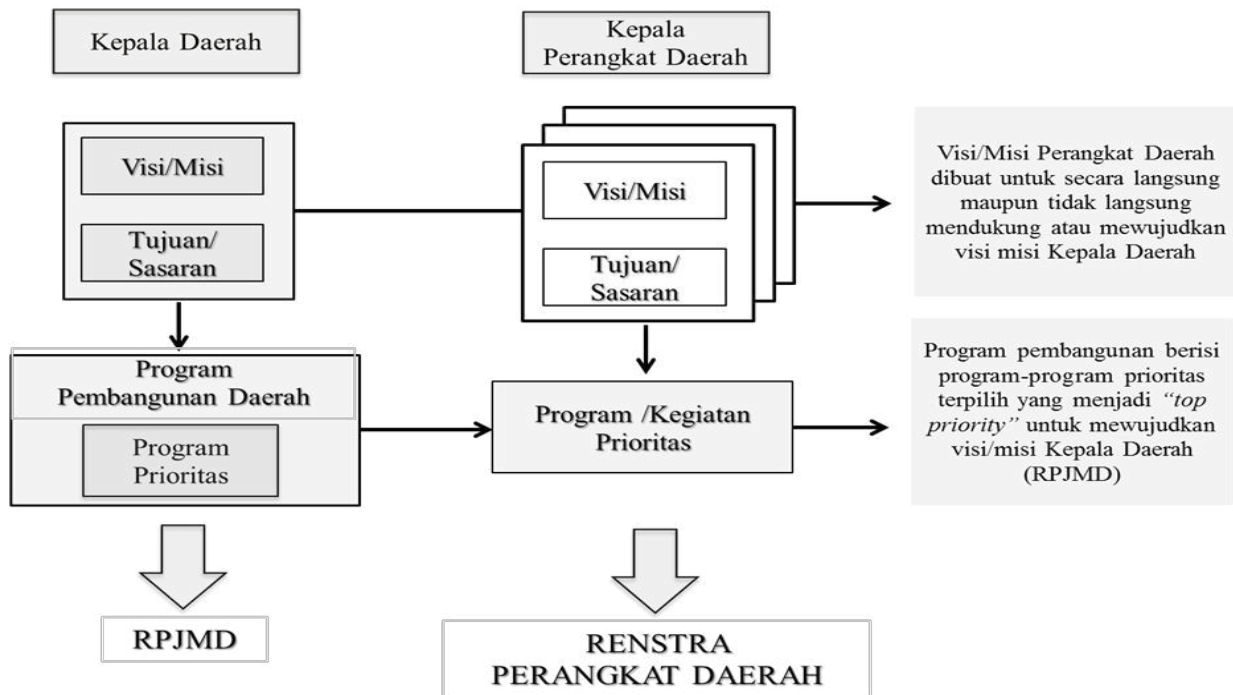 Kepala Daerah
Kepala
Perangkat Daerah
Visi/Misi
Tujuan/
Sasaran
Visi/Misi
Tujuan/
Sasaran
Visi/Misi Perangkat Daerah
dibuat untuk secara langsung
maupun tidak langsung
mendukung atau mewujudkan
visi misi Kepala Daerah
Program
Pembangunan Daerah
Program
Prioritas
Program /Kegiatan
Prioritas
Program pembangunan berisi
program-program prioritas
terpilih yang menjadi “top
priority” untuk mewujudkan
visi/misi Kepala Daerah
(RPJMD)
RPJMD
RENSTRA
PERANGKAT DAERAH